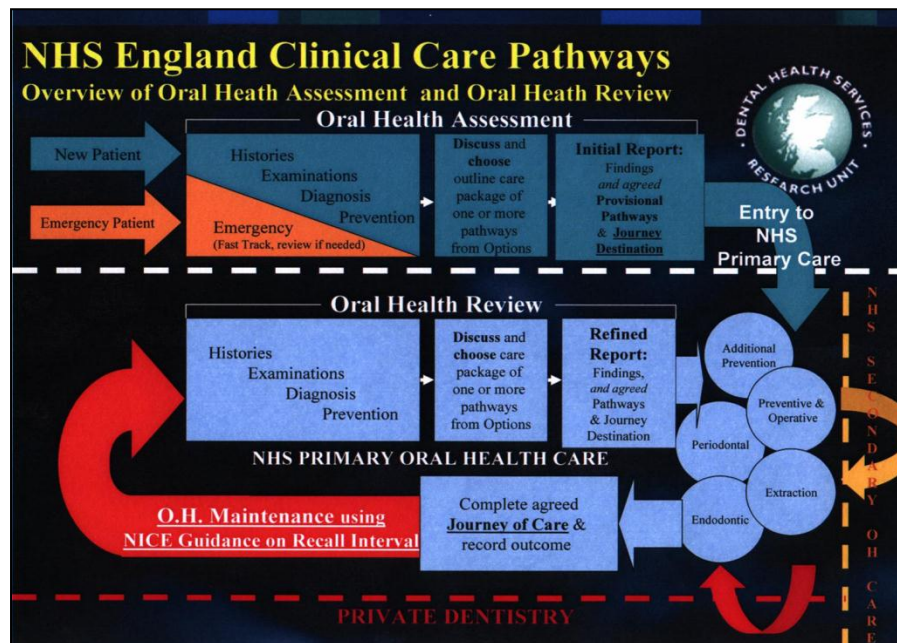 NHS England Clinical Care Pathways
Overview of Oral Heath Assessment and Oral Heath Review
DENTAL HEALTH SERVICES
RESEARCH UNIT
Oral Health Assessment
New Patient
Emergency Patient
Histories
Examinations
Diagnosis
Prevention
Emergency
(Fast Track, review if needed)
Discuss and
choose
outline care
package of
one or more
pathways
from Options
Initial Report:
Findings
and agreed
Provisional
Pathways
& Journey
Destination
Entry to
NHS
Primary Care
Oral Health Review
Histories
Examinations
Diagnosis
Prevention
Discuss and
choose care
package of
one or more
pathways
from Options
Refined
Report:
Findings,
and agreed
Pathways
& Journey
Destination
Additional
Prevention
Preventive &
Operative
Periodontal
Extraction
Endodontic
NHS PRIMARY ORAL HEALTH CARE
Complete agreed
Journey of Care &
record outcome
O.H. Maintenance using
NICE Guidance on Recall Interval
PRIVATE DENTISTRY
NHS SECONDARY OH CARE